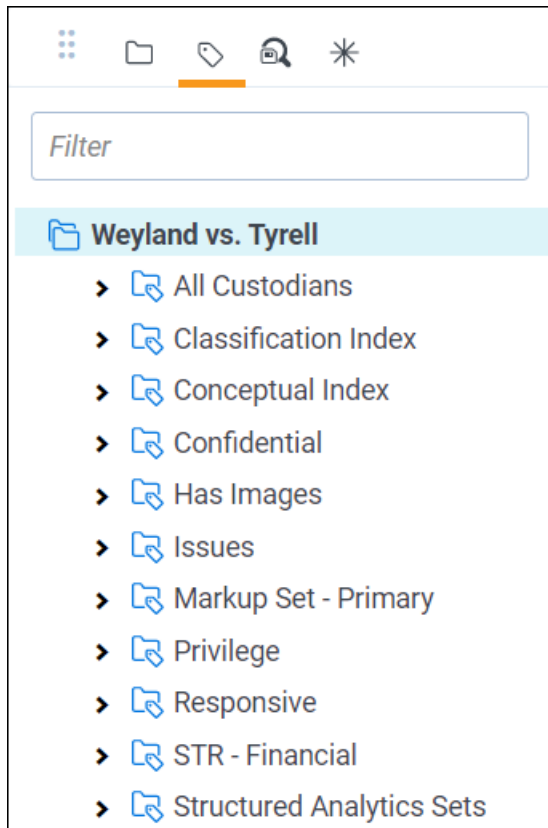 Filter
Weyland vs. Tyrell
All Custodians
Classification Index
Conceptual Index
Confidential
Has Images
Issues
Markup Set - Primary
Privilege
Responsive
STR - Financial
Structured Analytics Sets